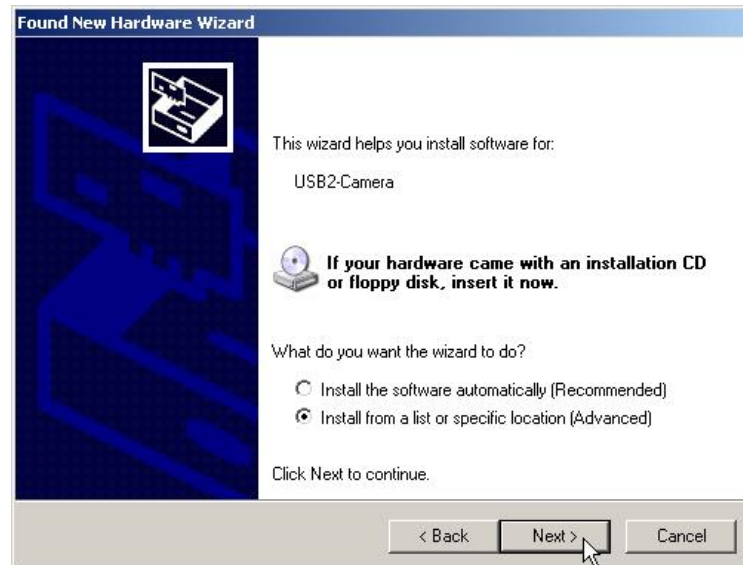 Found New Hardware Wizard
This wizard helps you install software for:
USB2-Camera
If your hardware came with an installation CD
or floppy disk, insert it now.
What do you want the wizard to do?
Install the software automatically (Recommended)
Install from a list or specific location (Advanced)
Click Next to continue.
< Back
Next >
Cancel